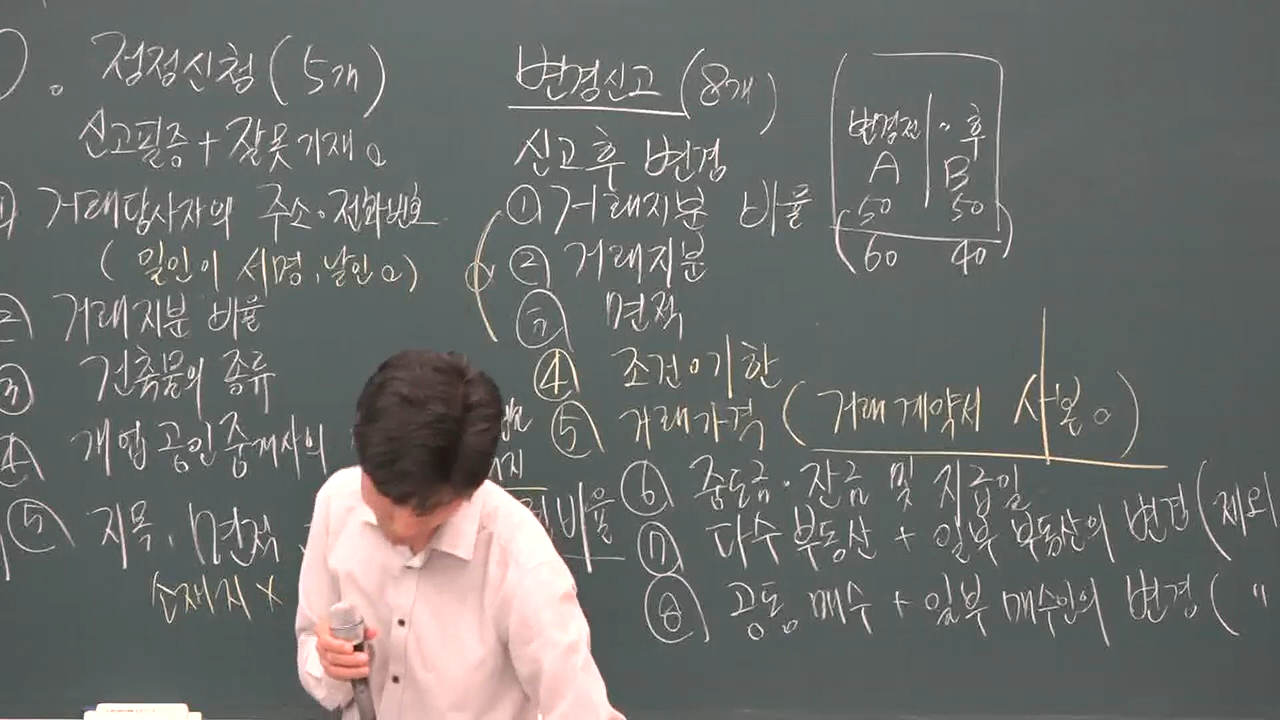 정정신청 (5개)
신고필증 + 잘못 기재 o
① 거래당사자의 주소·전화번호
(일인이 서명·날인 o)
② 거래지분 비율
③ 건축물의 종류
④ 개업공인중개사의
⑤ 지목, 면적
소재지 X
비율
변경신고 (8개)
신고 후 변경
① 거래지분 비율
② 거래지분
③ 면적
④ 조건·기한
⑤ 거래가격 (거래계약서 사본 o)
⑥ 중도금·잔금 및 지급일
⑦ 다수 부동산 + 일부 부동산의 변경 (제외
⑧ 공동 매수 + 일부 매수인의 변경 ( "
변경전 · 후
A B
50 50
60 40